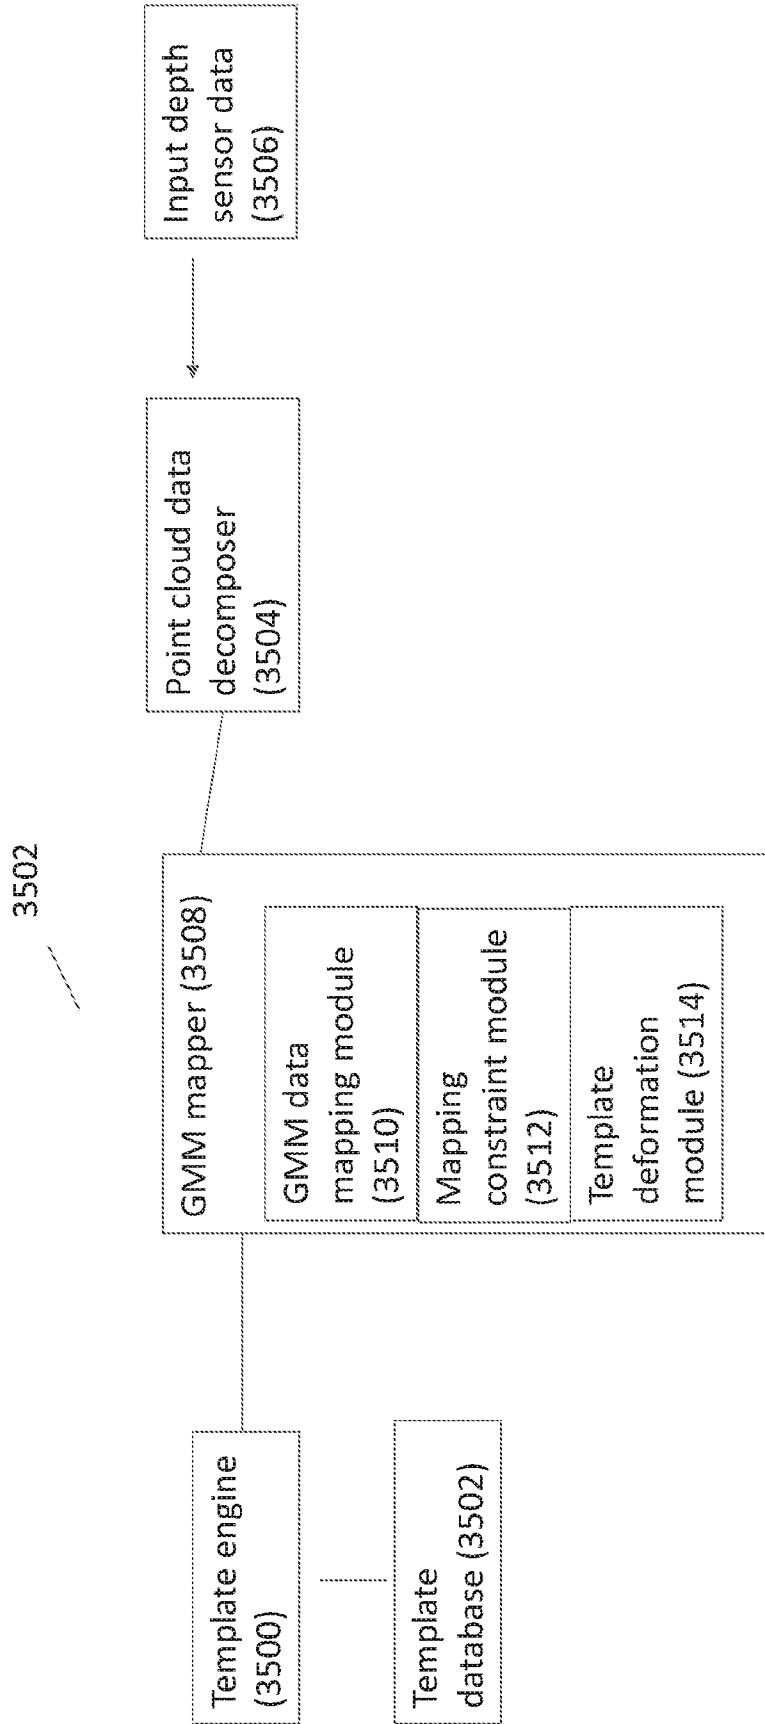 3502
Template engine
(3500)
Template
database (3502)
GMM mapper (3508)
GMM data
mapping module
(3510)
Mapping
constraint module
(3512)
Template
deformation
module (3514)
Point cloud data
decomposer
(3504)
Input depth
sensor data
(3506)